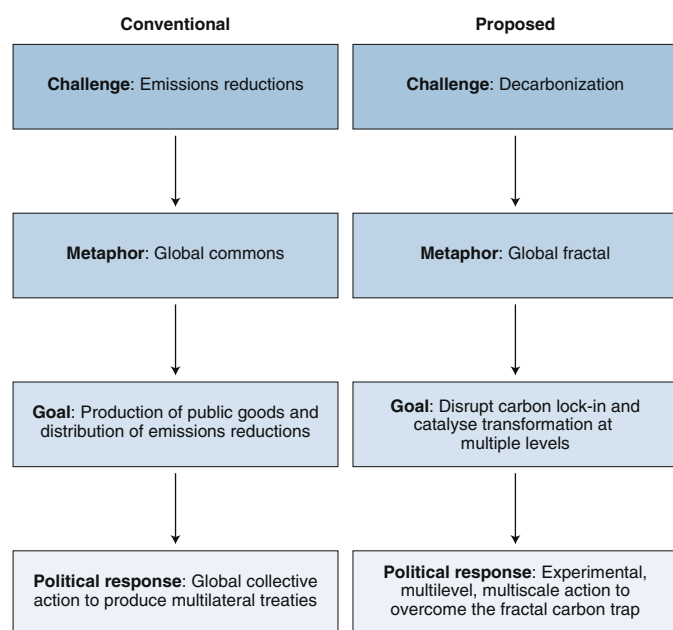 Conventional
Challenge: Emissions reductions
Metaphor: Global commons
Goal: Production of public goods and
distribution of emissions reductions
Political response: Global collective
action to produce multilateral treaties
Proposed
Challenge: Decarbonization
Metaphor: Global fractal
Goal: Disrupt carbon lock-in and
catalyse transformation at
multiple levels
Political response: Experimental,
multilevel, multiscale action to
overcome the fractal carbon trap